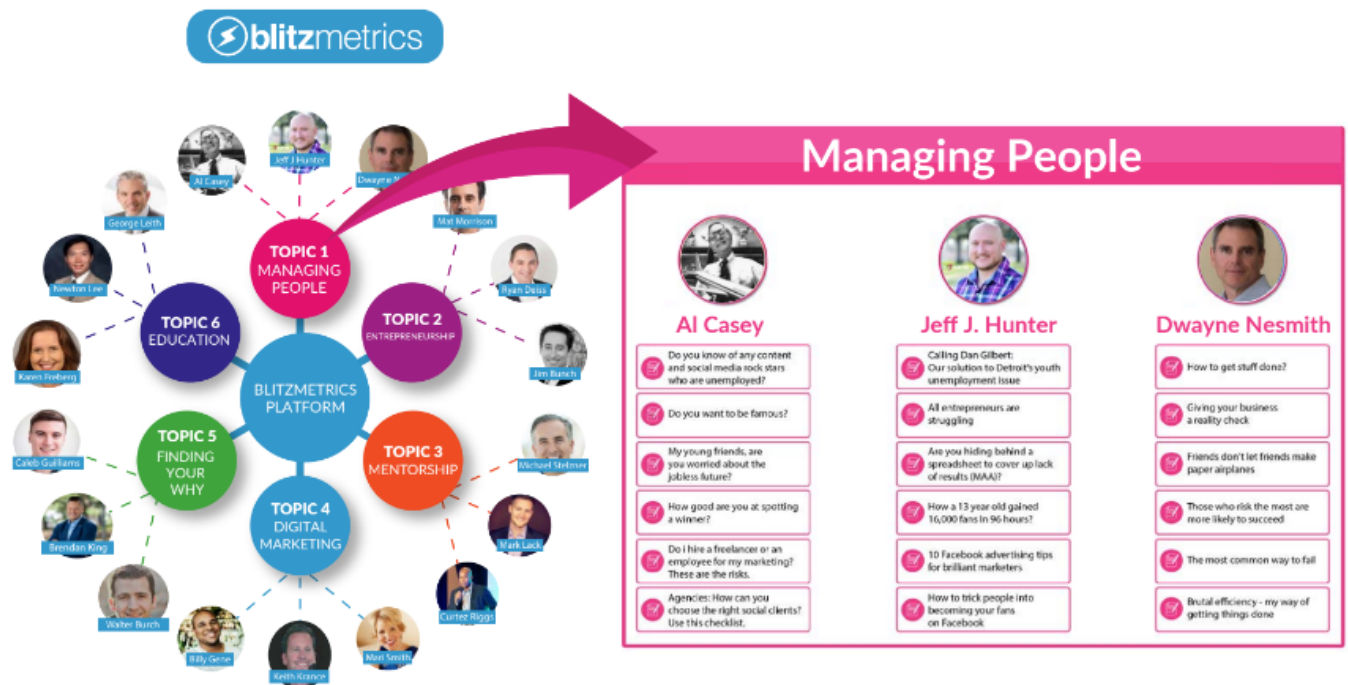 blitzmetrics
Al Casey
Jeff J Hunter
Dwayne
Mat Morrison
Ryan Deiss
Jim Bunch
Michael Stelzner
Mark Lack
Curtez Riggs
Mari Smith
Keith Krance
Billy Gene
Walter Burch
Brendan King
Caleb Guilliams
Karen Freberg
Newton Lee
George Leith
TOPIC 1
MANAGING
PEOPLE
TOPIC 2
ENTREPRENEURSHIP
TOPIC 3
MENTORSHIP
TOPIC 4
DIGITAL
MARKETING
TOPIC 5
FINDING
YOUR
WHY
TOPIC 6
EDUCATION
BLITZMETRICS
PLATFORM
Managing People
Al Casey
Do you know of any content
and social media rock stars
who are unemployed?
Do you want to be famous?
My young friends, are
you worried about the
jobless future?
How good are you at spotting
a winner?
Do i hire a freelancer or an
employee for my marketing?
These are the risks.
Agencies: How can you
choose the right social clients?
Use this checklist.
Jeff J. Hunter
Calling Dan Gilbert:
Our solution to Detroit's youth
unemployment issue
All entrepreneurs are
struggling
Are you hiding behind a
spreadsheet to cover up lack
of results (MAA)?
How a 13 year old gained
16,000 fans in 96 hours?
10 Facebook advertising tips
for brilliant marketers
How to trick people into
becoming your fans
on Facebook
Dwayne Nesmith
How to get stuff done?
Giving your business
a reality check
Friends don't let friends make
paper airplanes
Those who risk the most are
more likely to succeed
The most common way to fail
Brutal efficiency - my way of
getting things done